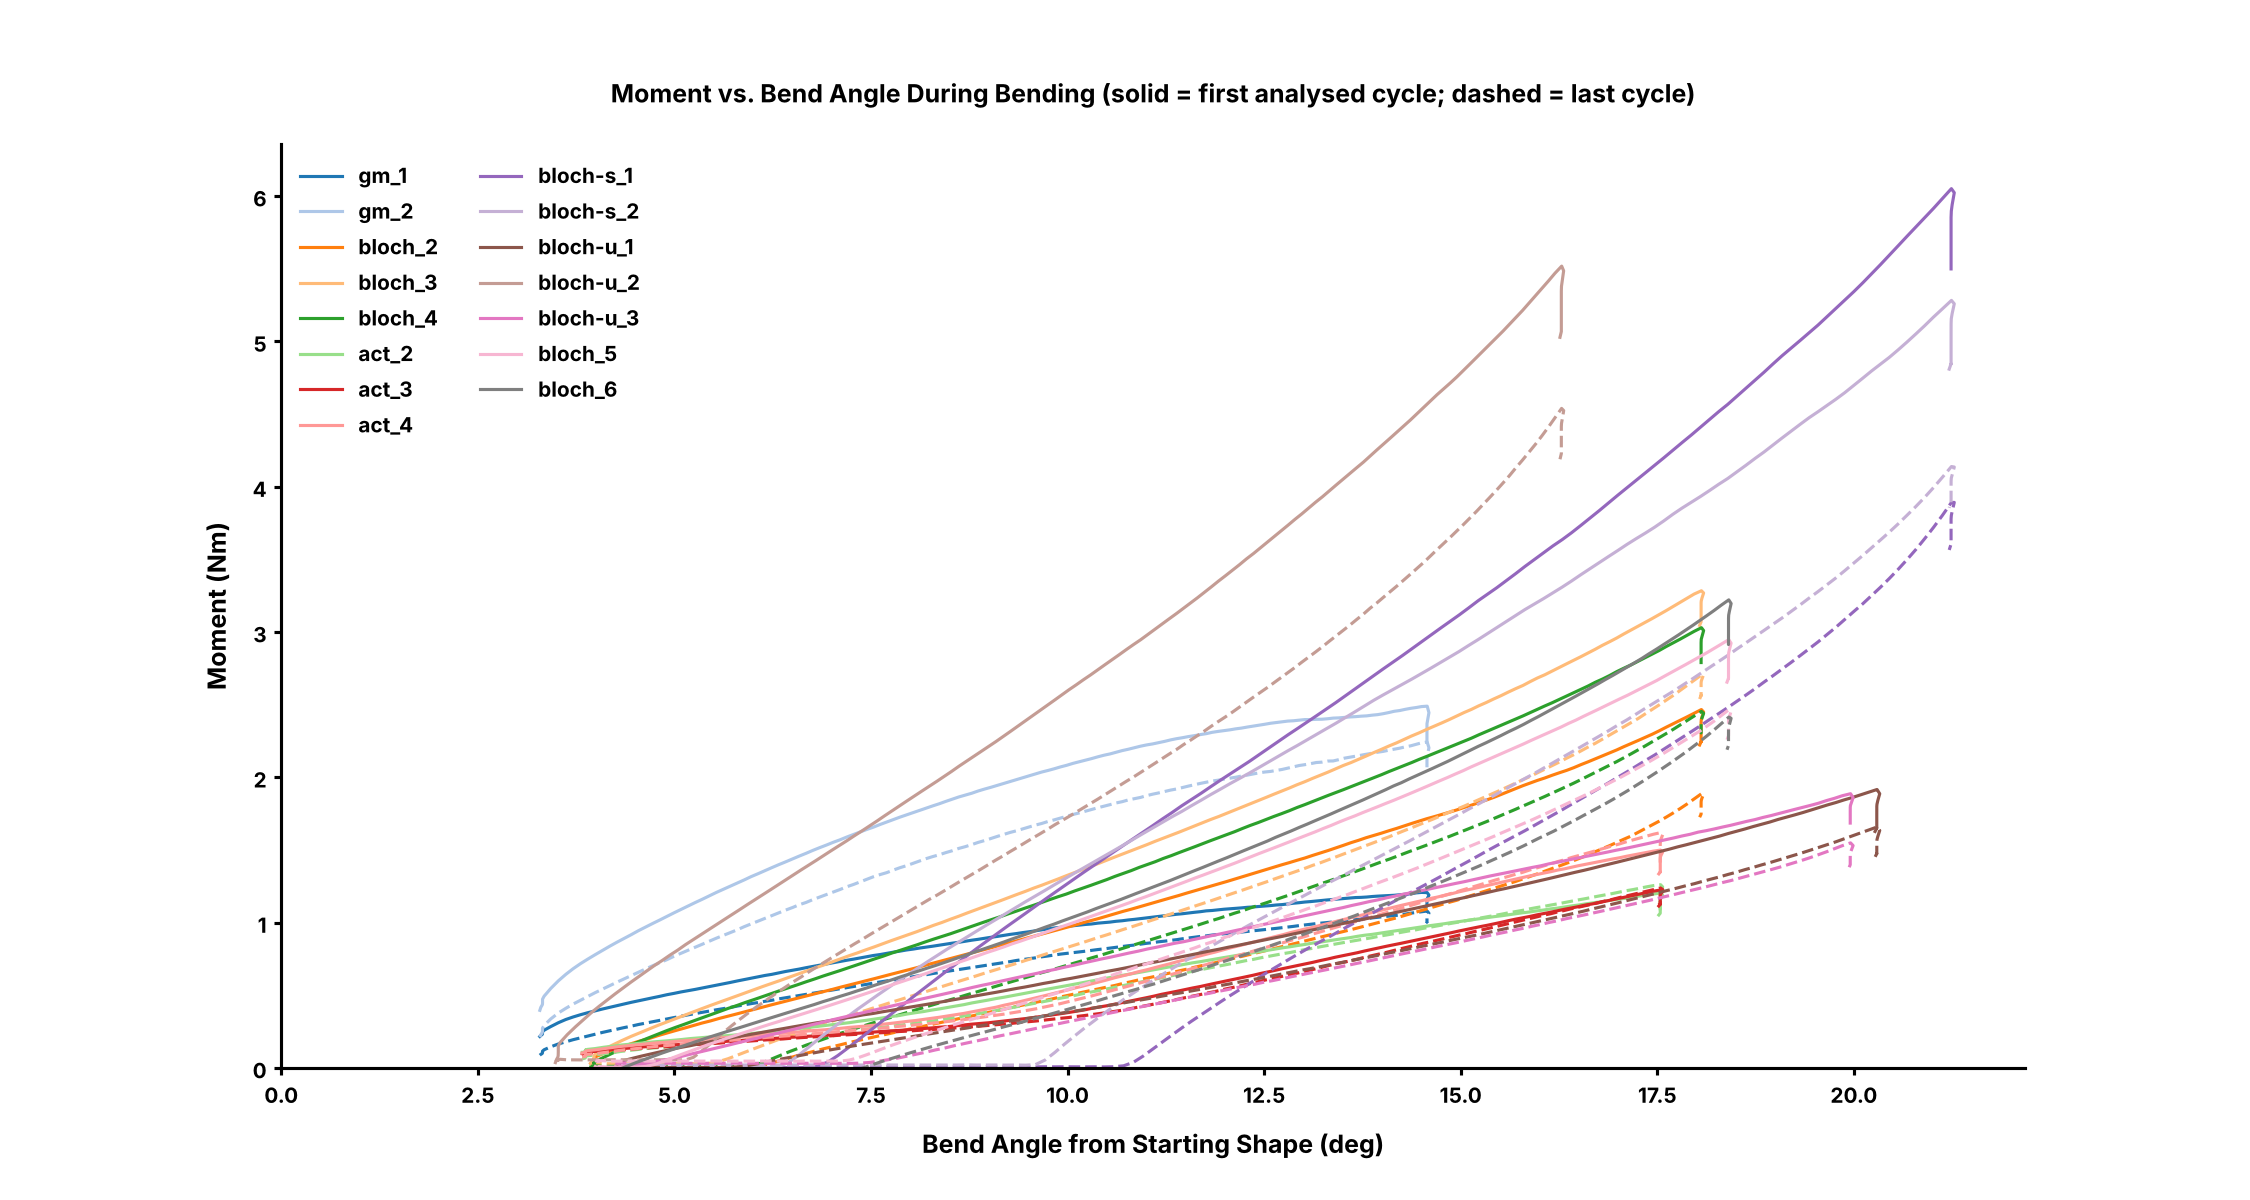 Moment vs. Bend Angle During Bending (solid = first analysed cycle; dashed = last cycle)
gm_1
gm_2
bloch_2
bloch_3
bloch_4
act_2
act_3
act_4
bloch-s_1
bloch-s_2
bloch-u_1
bloch-u_2
bloch-u_3
bloch_5
bloch_6
Moment (Nm)
6
5
4
3
2
1
0
0.0 2.5 5.0 7.5 10.0 12.5 15.0 17.5 20.0
Bend Angle from Starting Shape (deg)